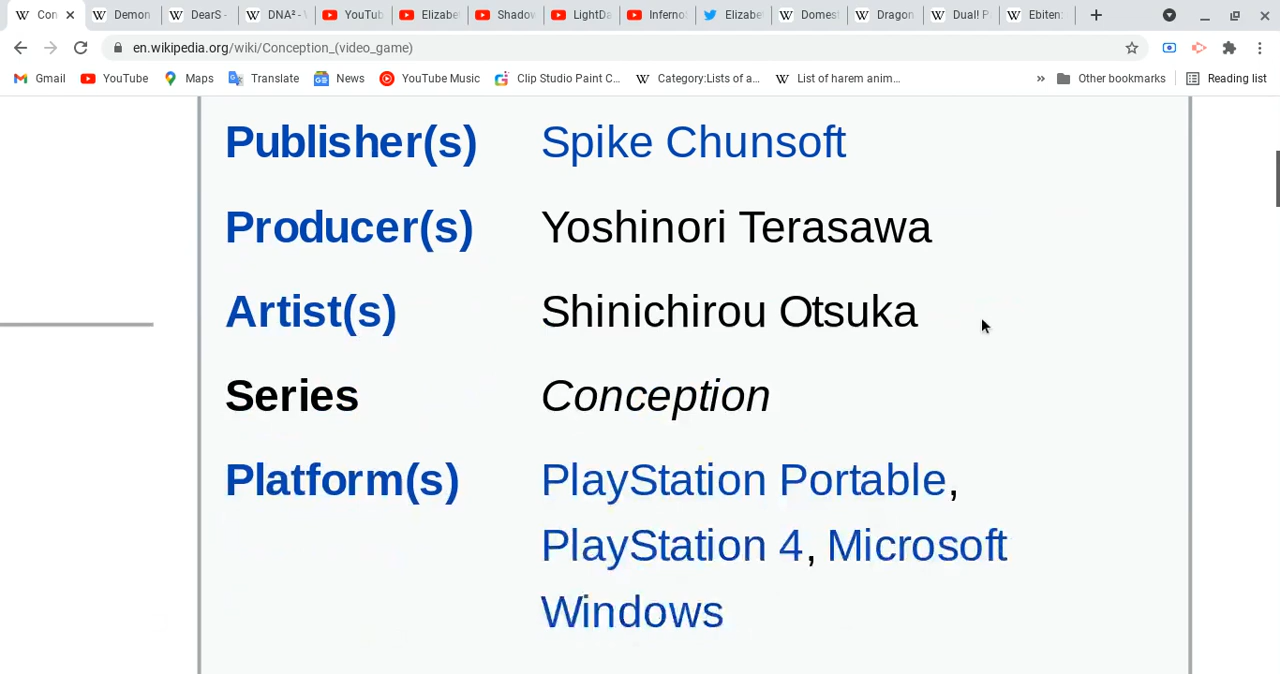 Con
Demon
DearS -
DNA² -
YouTub
Elizabe
Shadow
LightDa
Inferno
Elizabe
Domest
Dragon
Dual! P
Ebiten:
en.wikipedia.org/wiki/Conception_(video_game)
Gmail
YouTube
Maps
Translate
News
YouTube Music
Clip Studio Paint C...
Category:Lists of a...
List of harem anim...
»
Other bookmarks
Reading list
Publisher(s) Spike Chunsoft
Producer(s) Yoshinori Terasawa
Artist(s) Shinichirou Otsuka
Series Conception
Platform(s) PlayStation Portable,
PlayStation 4, Microsoft
Windows